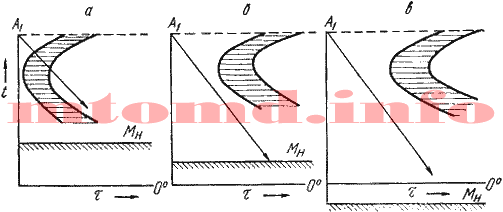 а б в
A₁ A₁ A₁
t
mtomd.info
Mн Mн
τ 0° τ 0° τ 0°
Mн